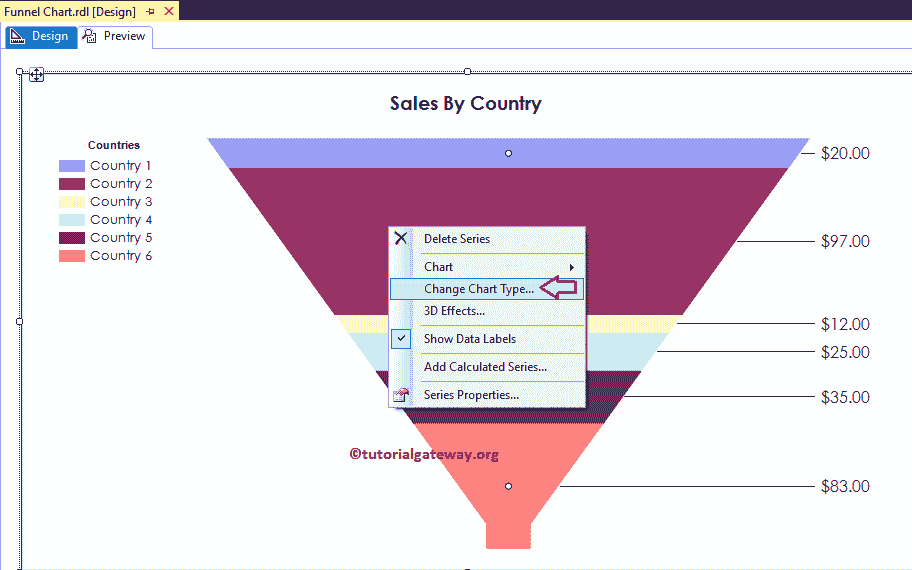 Funnel Chart.rdl [Design]
Design
Preview
Sales By Country
Countries
Country 1
Country 2
Country 3
Country 4
Country 5
Country 6
$20.00
$97.00
$12.00
$25.00
$35.00
$83.00
Delete Series
Chart
Change Chart Type...
3D Effects...
Show Data Labels
Add Calculated Series...
Series Properties...
©tutorialgateway.org